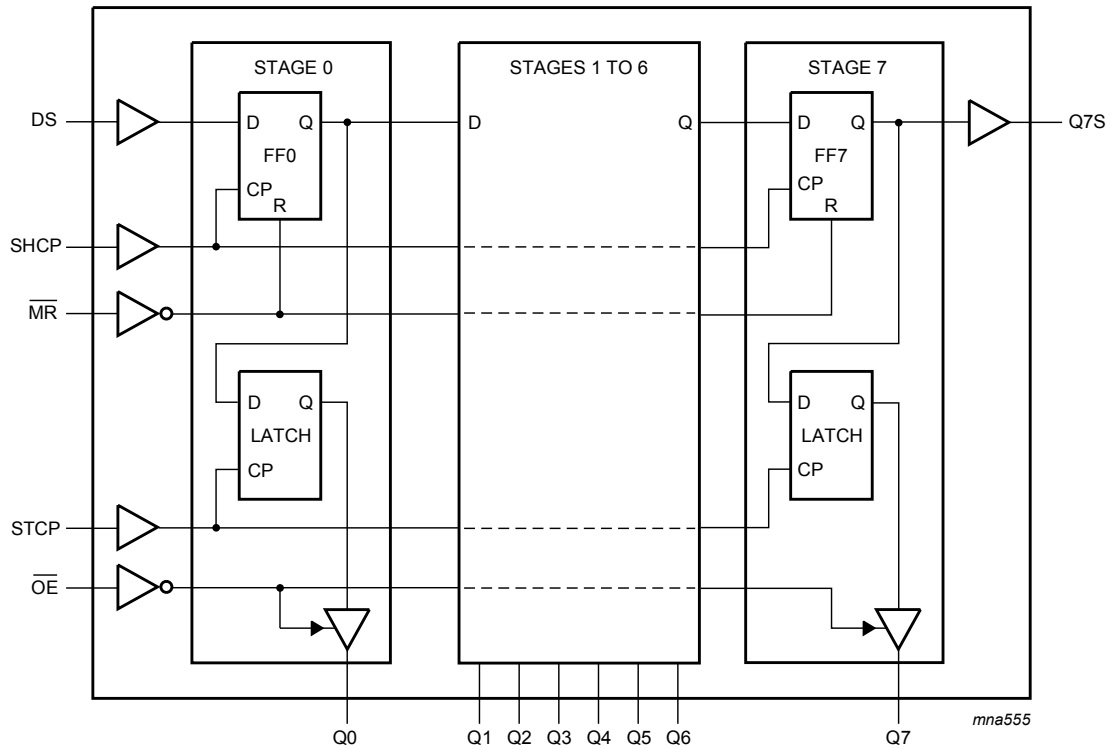 STAGE 0
STAGES 1 TO 6
STAGE 7
DS
D
Q
FF0
CP
R
D
Q
D
Q
FF7
CP
R
Q7S
SHCP
MR
D
Q
LATCH
CP
D
Q
LATCH
CP
STCP
OE
mna555
Q0
Q1
Q2
Q3
Q4
Q5
Q6
Q7